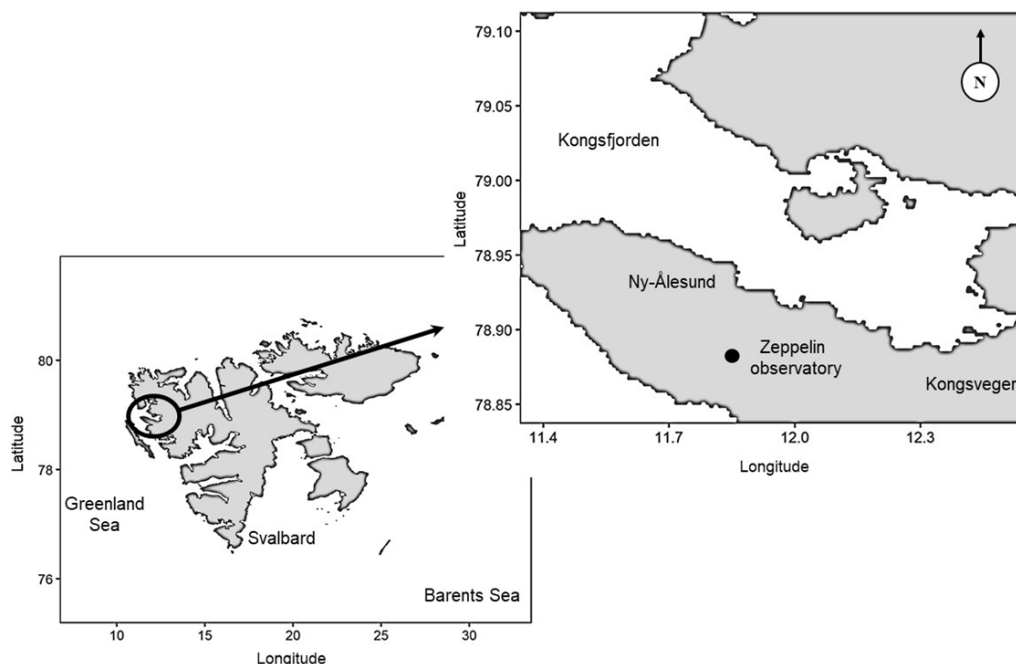 79.10
79.05
79.00
78.95
78.90
78.85
Latitude
N
Kongsfjorden
Ny-Ålesund
Zeppelin
observatory
Kongsvegen
11.4
11.7
12.0
12.3
Longitude
80
78
76
Latitude
Greenland
Sea
Svalbard
Barents Sea
10
15
20
25
30
Longitude